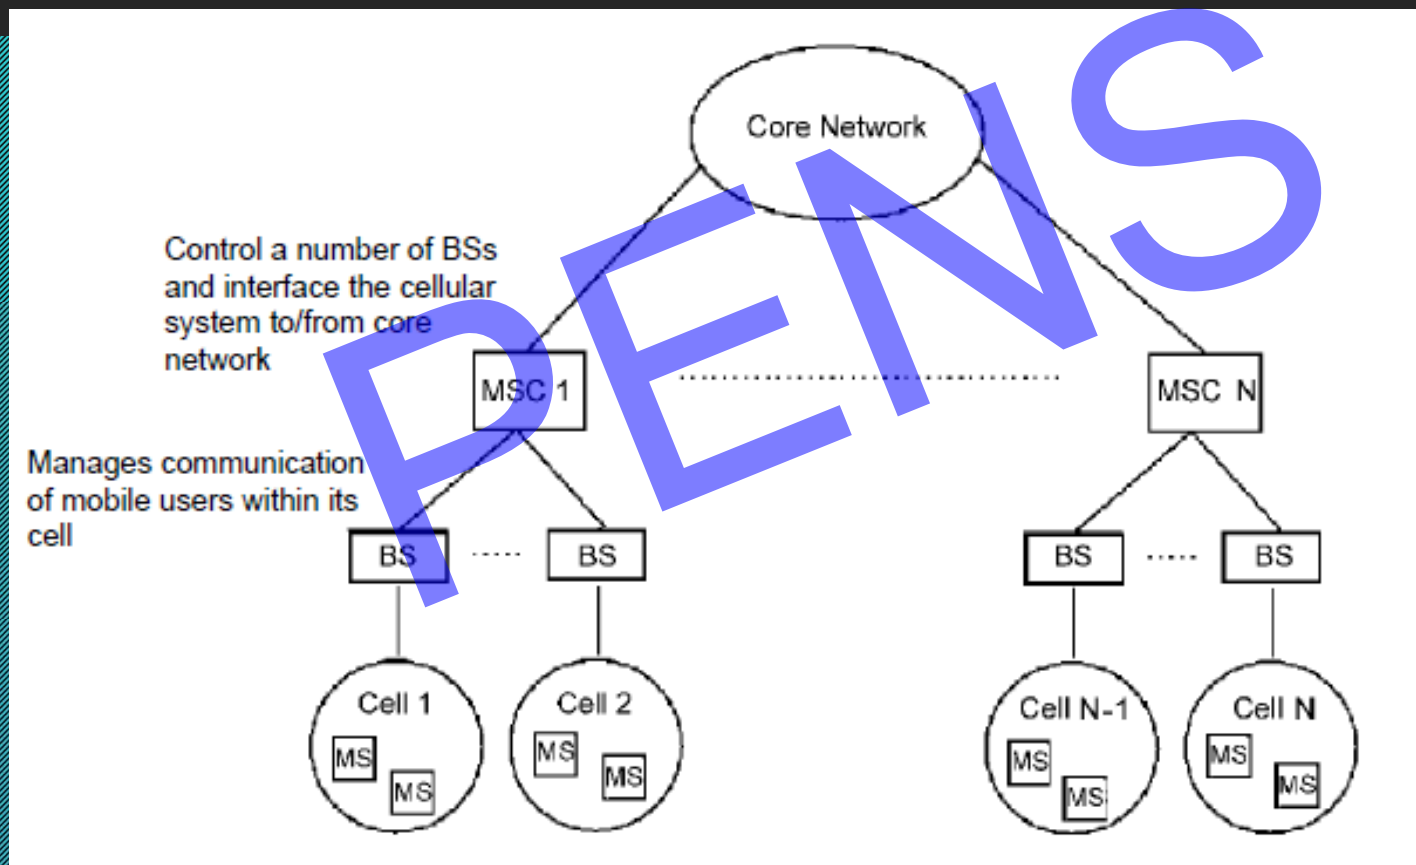 PENS
Core Network
Control a number of BSs
and interface the cellular
system to/from core
network
MSC 1
MSC N
Manages communication
of mobile users within its
cell
BS
BS
BS
BS
Cell 1
MS
MS
Cell 2
MS
MS
Cell N-1
MS
MS
Cell N
MS
MS